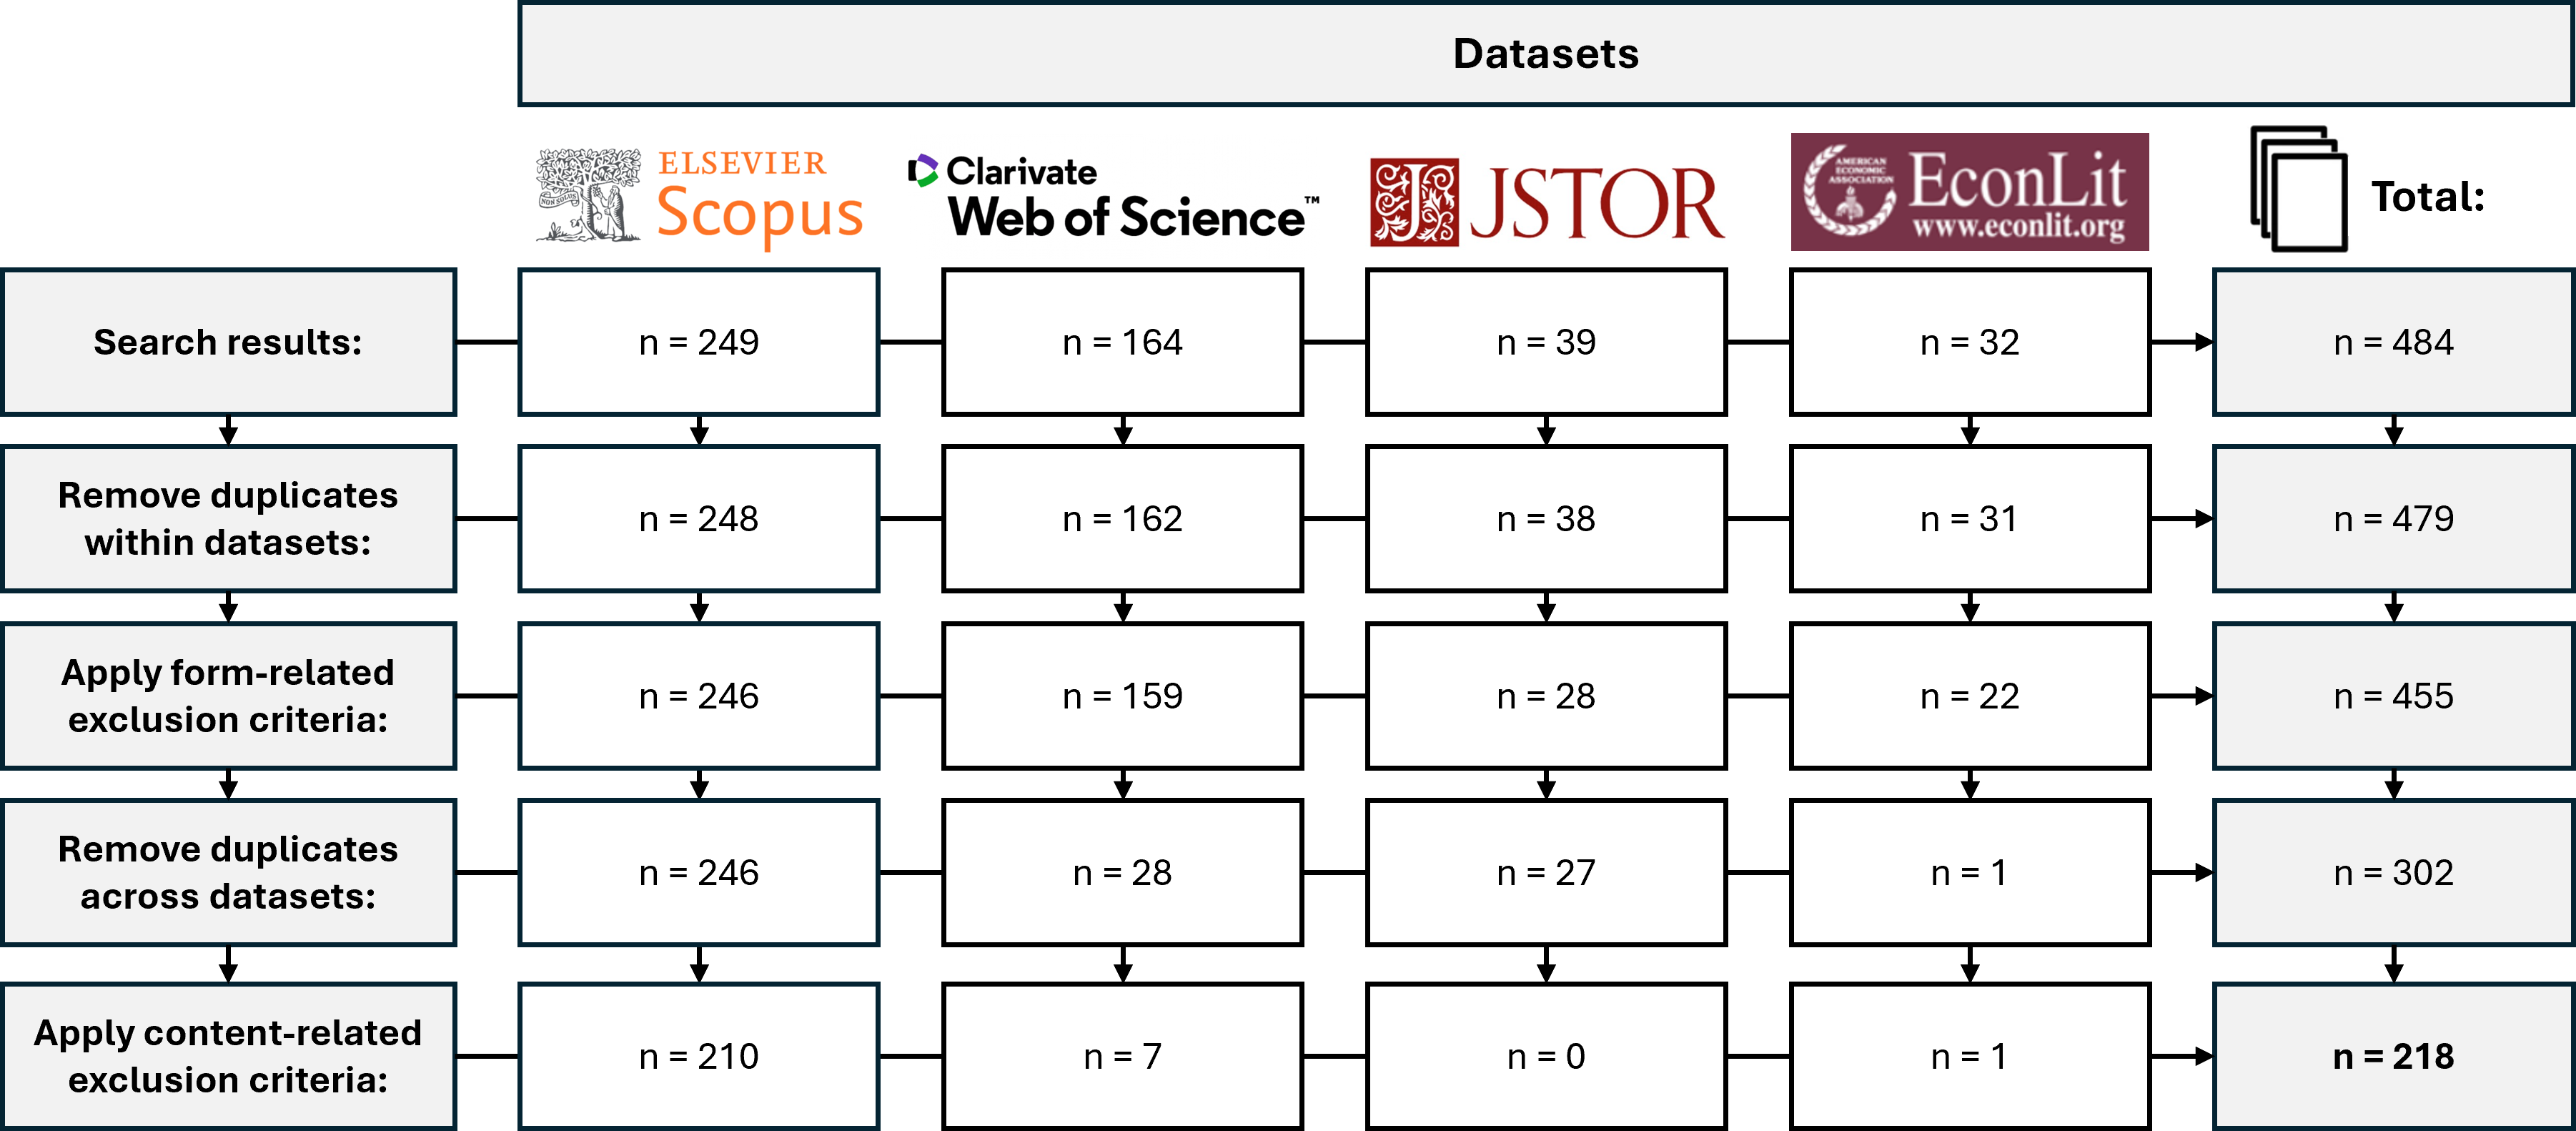 Datasets
NON SOLUS
ELSEVIER
Scopus
Clarivate
Web of Science™
JSTOR
AMERICAN
ECONOMIC
ASSOCIATION
EconLit
www.econlit.org
Total:
Search results:
n = 249
n = 164
n = 39
n = 32
n = 484
Remove duplicates
within datasets:
n = 248
n = 162
n = 38
n = 31
n = 479
Apply form-related
exclusion criteria:
n = 246
n = 159
n = 28
n = 22
n = 455
Remove duplicates
across datasets:
n = 246
n = 28
n = 27
n = 1
n = 302
Apply content-related
exclusion criteria:
n = 210
n = 7
n = 0
n = 1
n = 218